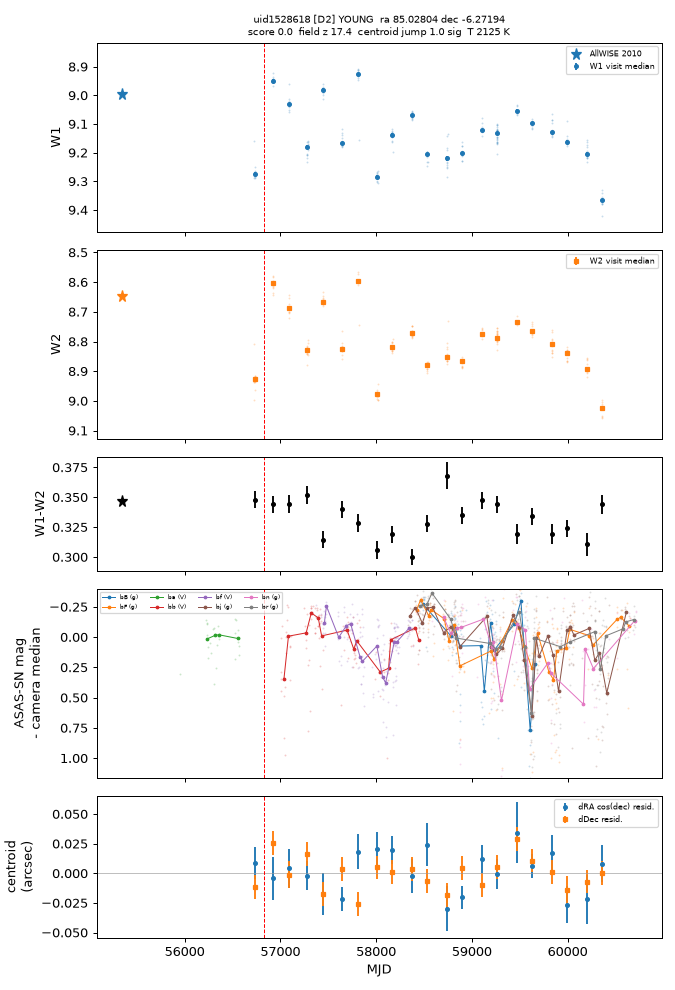 uid1528618 [D2] YOUNG  ra 85.02804 dec -6.27194
score 0.0  field z 17.4  centroid jump 1.0 sig  T 2125 K
AllWISE 2010
W1 visit median
8.9
9.0
9.1
9.2
9.3
9.4
W1
W2 visit median
8.5
8.6
8.7
8.8
8.9
9.0
9.1
W2
0.375
0.350
0.325
0.300
W1-W2
bB (g)
bF (g)
ba (V)
bb (V)
bf (V)
bj (g)
bn (g)
br (g)
−0.25
0.00
0.25
0.50
0.75
1.00
ASAS-SN mag
- camera median
dRA cos(dec) resid.
dDec resid.
0.050
0.025
0.000
−0.025
−0.050
centroid
(arcsec)
56000
57000
58000
59000
60000
MJD